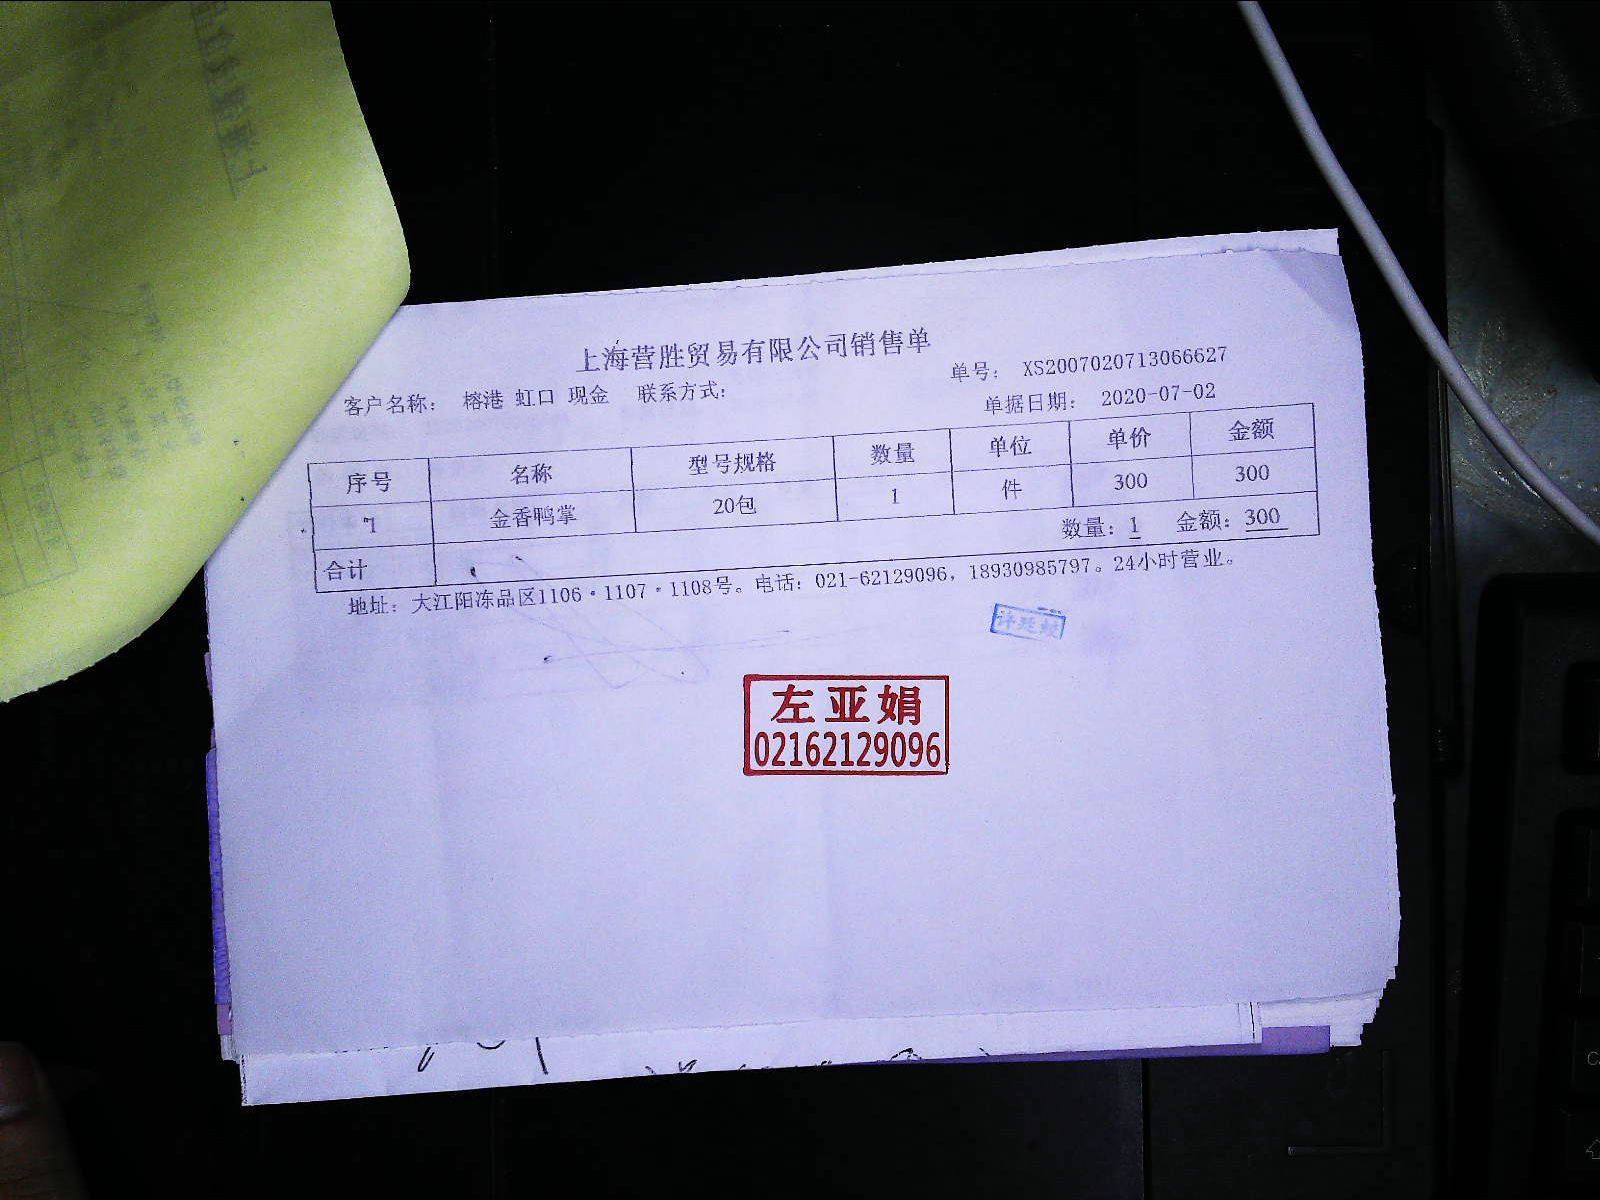 上海营胜贸易有限公司销售单
单号： XS2007020713066627
客户名称： 榕港 虹口 现金 联系方式：
单据日期： 2020-07-02
序号 名称 型号规格 数量 单位 单价 金额
1 金香鸭掌 20包 1 件 300 300
合计 数量：1 金额：300
地址：大江阳冻品区1106·1107·1108号。电话：021-62129096，18930985797。24小时营业。
左亚娟
02162129096